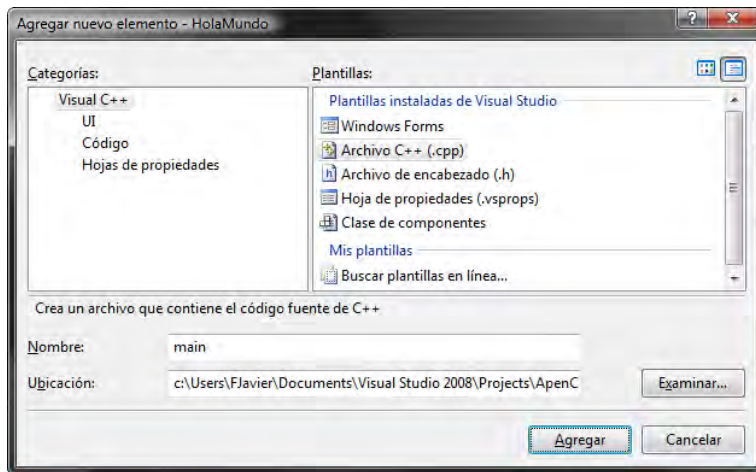 Agregar nuevo elemento - HolaMundo
Categorías:
Plantillas:
Visual C++
UI
Código
Hojas de propiedades
Plantillas instaladas de Visual Studio
Windows Forms
Archivo C++ (.cpp)
Archivo de encabezado (.h)
Hoja de propiedades (.vsprops)
Clase de componentes
Mis plantillas
Buscar plantillas en línea...
Crea un archivo que contiene el código fuente de C++
Nombre:
main
Ubicación:
c:\Users\FJavier\Documents\Visual Studio 2008\Projects\ApenC
Examinar...
Agregar
Cancelar